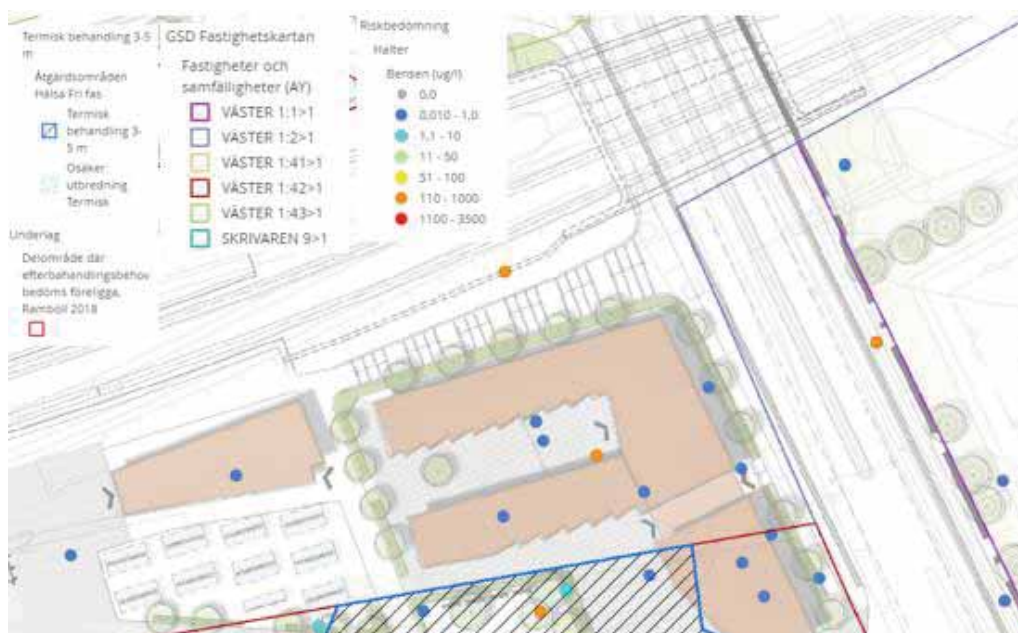 Termisk behandling 3-5
m
Åtgärdsområden
Hälsa Fri fas
Termisk
behandling 3-
5 m
Osäker
utbredning
Termisk
Underlag
Delområde där
efterbehandlingsbehov
bedöms föreligga,
Ramböll 2018
GSD Fastighetskartan
Fastigheter och
samfälligheter (AY)
VÄSTER 1:1>1
VÄSTER 1:2>1
VÄSTER 1:41>1
VÄSTER 1:42>1
VÄSTER 1:43>1
SKRIVAREN 9>1
Riskbedömning
Halter
Bensen (ug/l)
0,0
0,010 - 1,0
1,1 - 10
11 - 50
51 - 100
110 - 1000
1100 - 3500